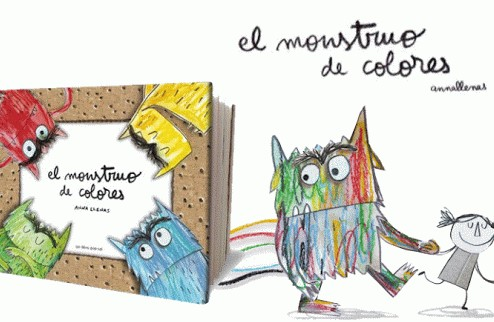 el monstruo
de colores
annallenas
el monstruo
de colores
ANNA LLENAS